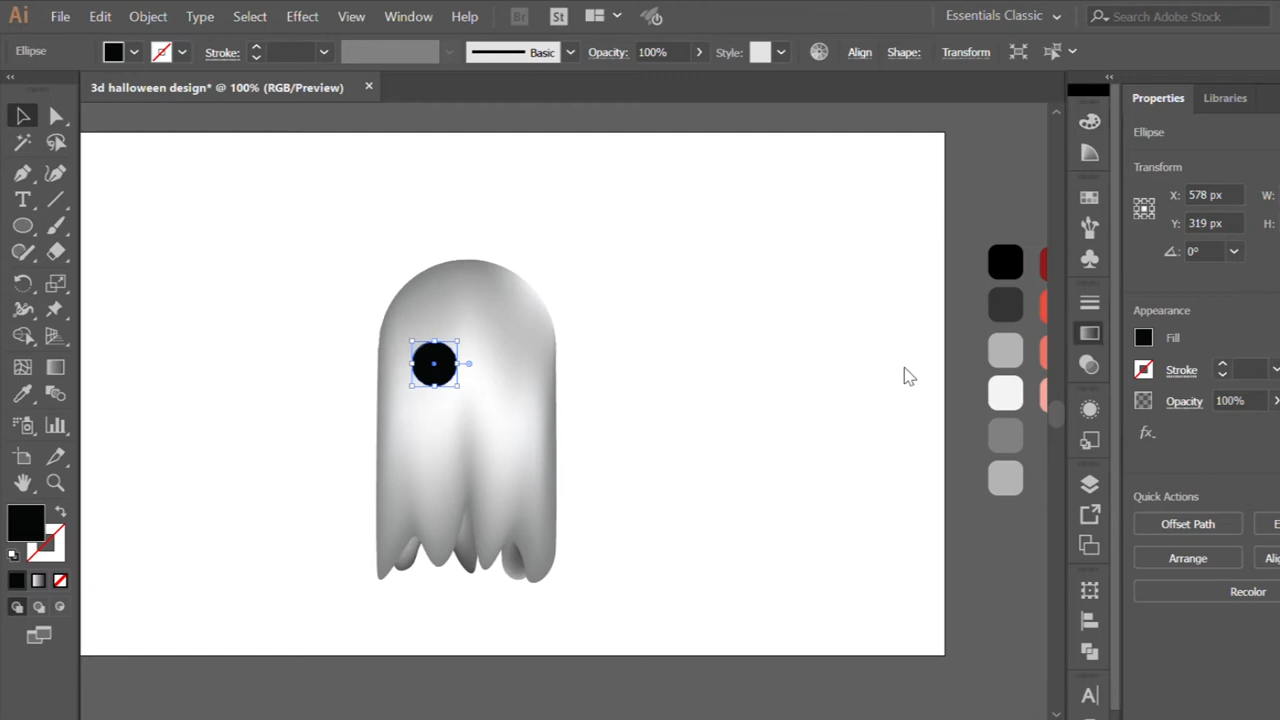 Ai File Edit Object Type Select Effect View Window Help Br St Essentials Classic Search Adobe Stock
Ellipse Stroke: Basic Opacity: 100% Style: Align Shape: Transform
3d halloween design* @ 100% (RGB/Preview)
Properties Libraries
Ellipse
Transform
X: 578 px W:
Y: 319 px H:
0°
Appearance
Fill
Stroke
Opacity 100%
fx
Quick Actions
Offset Path
Arrange
Recolor